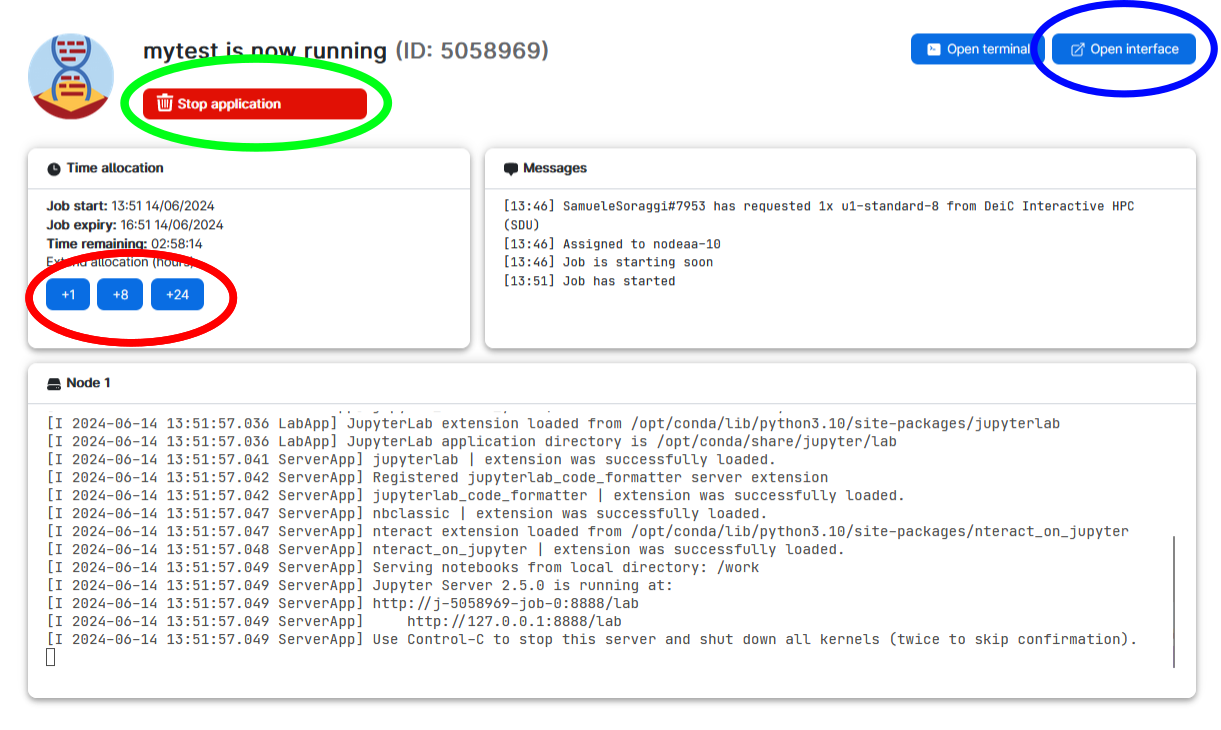 mytest is now running (ID: 5058969)
Open terminal
Open interface
Stop application
Time allocation
Job start: 13:51 14/06/2024
Job expiry: 16:51 14/06/2024
Time remaining: 02:58:14
Extend allocation (hours)
+1 +8 +24
Messages
[13:46] SamueleSoraggi#7953 has requested 1x u1-standard-8 from DeiC Interactive HPC
(SDU)
[13:46] Assigned to nodeaa-10
[13:46] Job is starting soon
[13:51] Job has started
Node 1
[I 2024-06-14 13:51:57.036 LabApp] JupyterLab extension loaded from /opt/conda/lib/python3.10/site-packages/jupyterlab
[I 2024-06-14 13:51:57.036 LabApp] JupyterLab application directory is /opt/conda/share/jupyter/lab
[I 2024-06-14 13:51:57.041 ServerApp] jupyterlab | extension was successfully loaded.
[I 2024-06-14 13:51:57.042 ServerApp] Registered jupyterlab_code_formatter server extension
[I 2024-06-14 13:51:57.042 ServerApp] jupyterlab_code_formatter | extension was successfully loaded.
[I 2024-06-14 13:51:57.047 ServerApp] nbclassic | extension was successfully loaded.
[I 2024-06-14 13:51:57.047 ServerApp] nteract extension loaded from /opt/conda/lib/python3.10/site-packages/nteract_on_jupyter
[I 2024-06-14 13:51:57.048 ServerApp] nteract_on_jupyter | extension was successfully loaded.
[I 2024-06-14 13:51:57.049 ServerApp] Serving notebooks from local directory: /work
[I 2024-06-14 13:51:57.049 ServerApp] Jupyter Server 2.5.0 is running at:
[I 2024-06-14 13:51:57.049 ServerApp] http://j-5058969-job-0:8888/lab
[I 2024-06-14 13:51:57.049 ServerApp]     http://127.0.0.1:8888/lab
[I 2024-06-14 13:51:57.049 ServerApp] Use Control-C to stop this server and shut down all kernels (twice to skip confirmation).